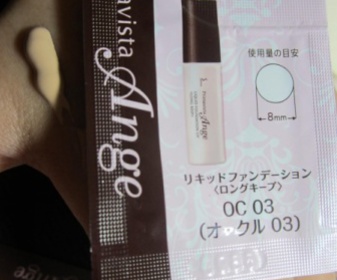 avista
Ange
使用量の目安
8mm
Ange
リキッドファンデーション
〈ロングキープ〉
OC 03
(オークル 03)